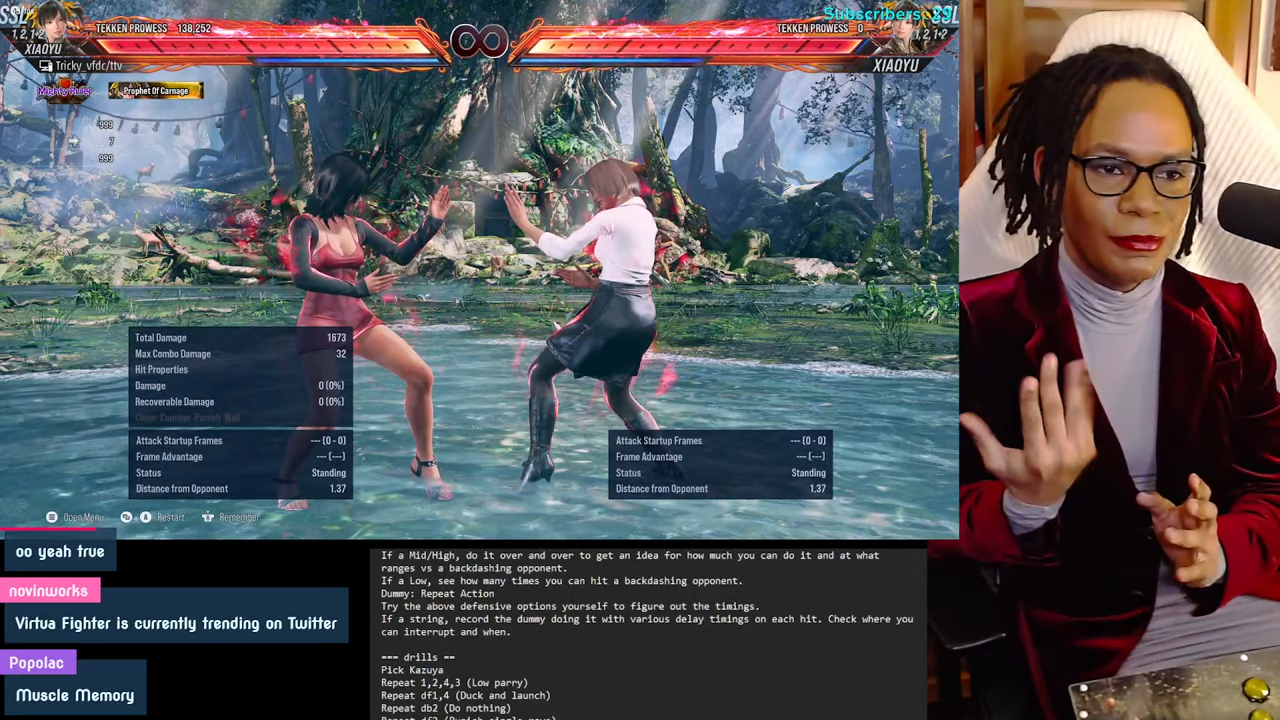 SSL
1, 2, 1+2
XIAOYU
TEKKEN PROWESS 138,252
Tricky_vfdc/ttv
Mighty Ruler
Prophet Of Carnage
-999
7
999
Subscribers: 29
SSL
TEKKEN PROWESS 0
1, 2, 1+2
XIAOYU
Total Damage 1673
Max Combo Damage 32
Hit Properties
Damage 0 (0%)
Recoverable Damage 0 (0%)
Clean Counter Punish Wall
Attack Startup Frames --- (0 - 0)
Frame Advantage --- (---)
Status Standing
Distance from Opponent 1.37
Attack Startup Frames --- (0 - 0)
Frame Advantage --- (---)
Status Standing
Distance from Opponent 1.37
Open Menu Restart Remember
oo yeah true
novinworks
Virtua Fighter is currently trending on Twitter
Popolac
Muscle Memory
If a Mid/High, do it over and over to get an idea for how much you can do it and at what
ranges vs a backdashing opponent.
If a Low, see how many times you can hit a backdashing opponent.
Dummy: Repeat Action
Try the above defensive options yourself to figure out the timings.
If a string, record the dummy doing it with various delay timings on each hit. Check where you
can interrupt and when.
--- drills --
Pick Kazuya
Repeat 1,2,4,3 (Low parry)
Repeat df1,4 (Duck and launch)
Repeat db2 (Do nothing)